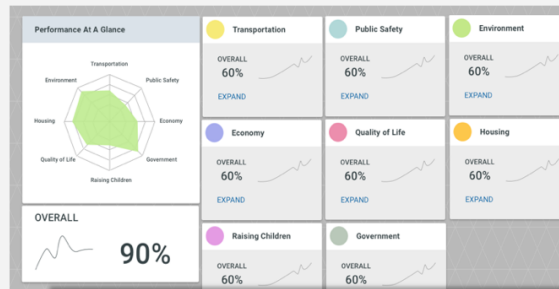 Performance At A Glance
Transportation
Environment
Public Safety
Housing
Economy
Quality of Life
Government
Raising Children
OVERALL
90%
Transportation
OVERALL
60%
EXPAND
Public Safety
OVERALL
60%
EXPAND
Environment
OVERALL
60%
EXPAND
Economy
OVERALL
60%
EXPAND
Quality of Life
OVERALL
60%
EXPAND
Housing
OVERALL
60%
EXPAND
Raising Children
OVERALL
60%
Government
OVERALL
60%